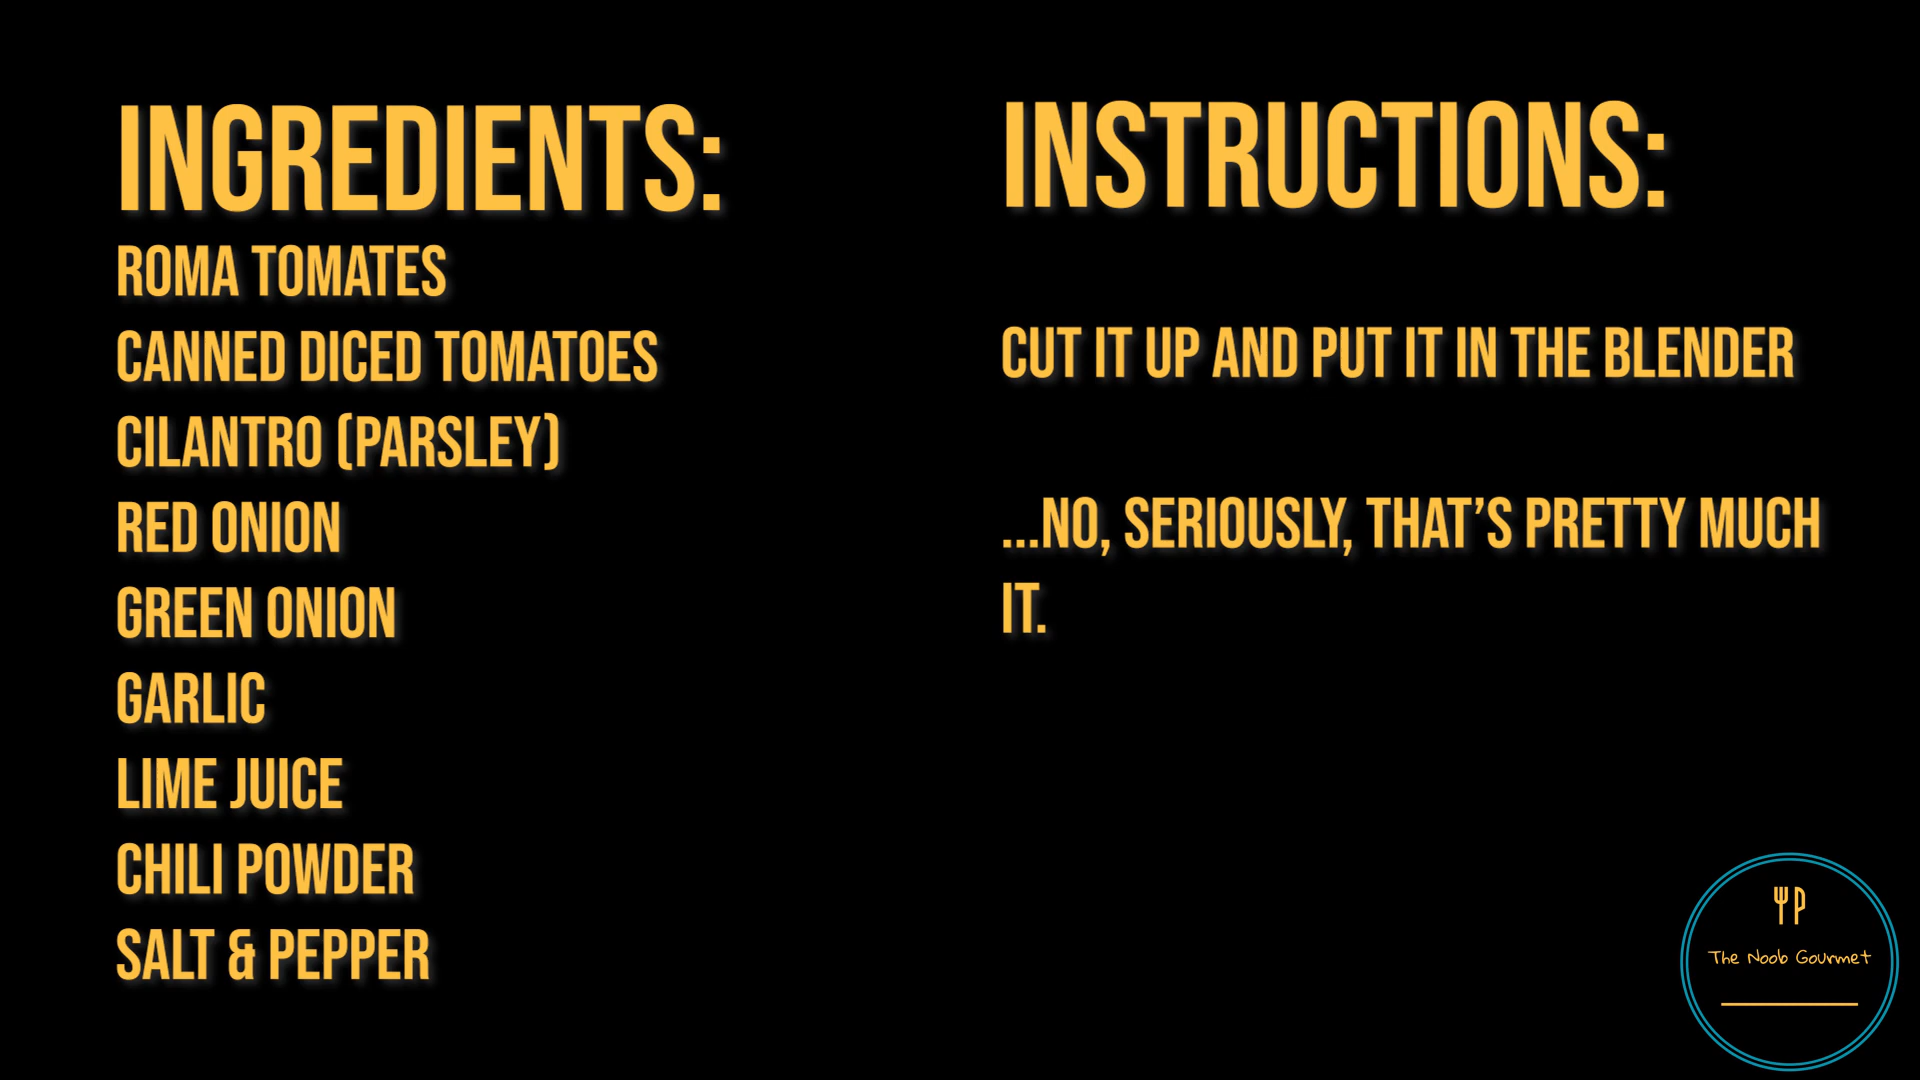 INGREDIENTS:
ROMA TOMATES
CANNED DICED TOMATOES
CILANTRO (PARSLEY)
RED ONION
GREEN ONION
GARLIC
LIME JUICE
CHILI POWDER
SALT & PEPPER
INSTRUCTIONS:
CUT IT UP AND PUT IT IN THE BLENDER
...NO, SERIOUSLY, THAT’S PRETTY MUCH
IT.
The Noob Gourmet